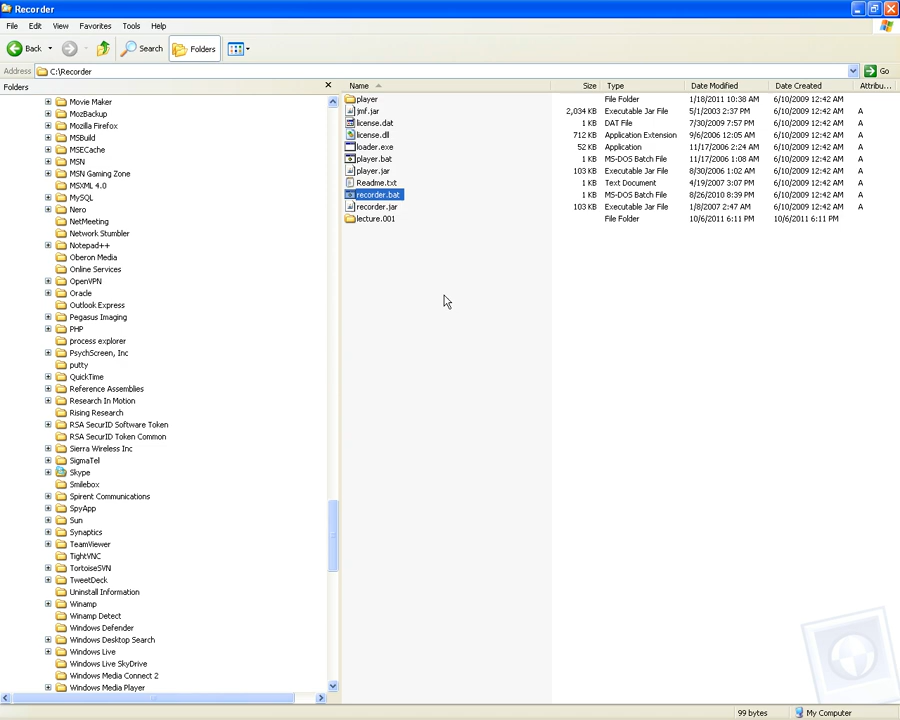 Recorder
File Edit View Favorites Tools Help
Back Search Folders
Address C:\Recorder Go
Folders
Movie Maker
MozBackup
Mozilla Firefox
MSBuild
MSECache
MSN
MSN Gaming Zone
MSXML 4.0
MySQL
Nero
NetMeeting
Network Stumbler
Notepad++
Oberon Media
Online Services
OpenVPN
Oracle
Outlook Express
Pegasus Imaging
PHP
process explorer
PsychScreen, Inc
putty
QuickTime
Reference Assemblies
Research In Motion
Rising Research
RSA SecurID Software Token
RSA SecurID Token Common
Sierra Wireless Inc
SigmaTel
Skype
Smilebox
Spirent Communications
SpyApp
Sun
Synaptics
TeamViewer
TightVNC
TortoiseSVN
TweetDeck
Uninstall Information
Winamp
Winamp Detect
Windows Defender
Windows Desktop Search
Windows Live
Windows Live SkyDrive
Windows Media Connect 2
Windows Media Player
Name Size Type Date Modified Date Created Attribu...
player File Folder 1/18/2011 10:38 AM 6/10/2009 12:42 AM
jmf.jar 2,034 KB Executable Jar File 5/1/2003 2:37 PM 6/10/2009 12:42 AM A
license.dat 1 KB DAT File 7/30/2009 7:57 PM 6/10/2009 12:42 AM A
license.dll 712 KB Application Extension 9/6/2006 12:05 AM 6/10/2009 12:42 AM A
loader.exe 52 KB Application 11/17/2006 2:24 AM 6/10/2009 12:42 AM A
player.bat 1 KB MS-DOS Batch File 11/17/2006 1:08 AM 6/10/2009 12:42 AM A
player.jar 103 KB Executable Jar File 8/30/2006 1:02 AM 6/10/2009 12:42 AM A
Readme.txt 1 KB Text Document 4/19/2007 3:07 PM 6/10/2009 12:42 AM A
recorder.bat 1 KB MS-DOS Batch File 8/26/2010 8:39 PM 6/10/2009 12:42 AM A
recorder.jar 103 KB Executable Jar File 1/8/2007 2:47 AM 6/10/2009 12:42 AM A
lecture.001 File Folder 10/6/2011 6:11 PM 10/6/2011 6:11 PM
99 bytes My Computer